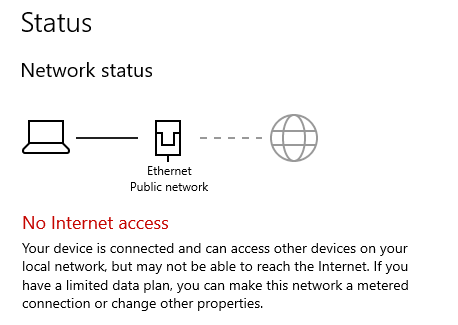 Status
Network status
Ethernet
Public network
No Internet access
Your device is connected and can access other devices on your
local network, but may not be able to reach the Internet. If you
have a limited data plan, you can make this network a metered
connection or change other properties.